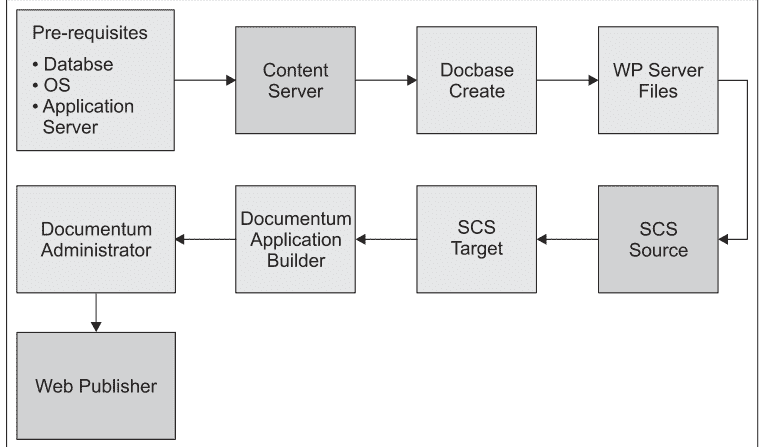 Pre-requisites
• Databse
• OS
• Application
Server
Content
Server
Docbase
Create
WP Server
Files
Documentum
Administrator
Documentum
Application
Builder
SCS
Target
SCS
Source
Web Publisher